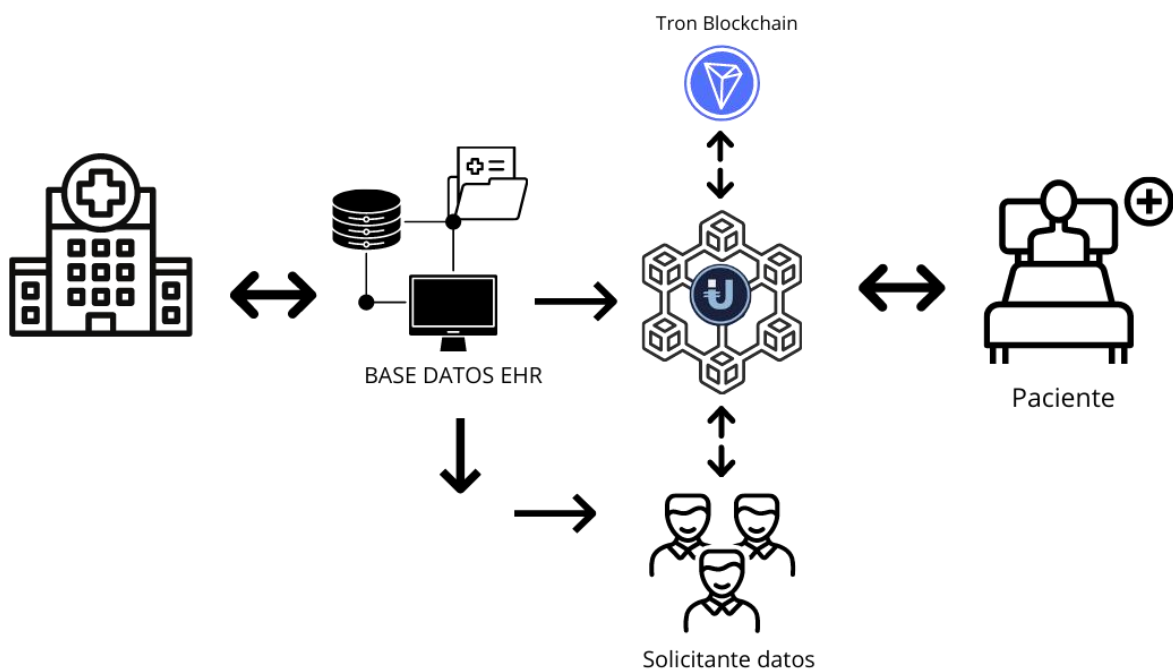 Tron Blockchain
BASE DATOS EHR
Paciente
Solicitante datos